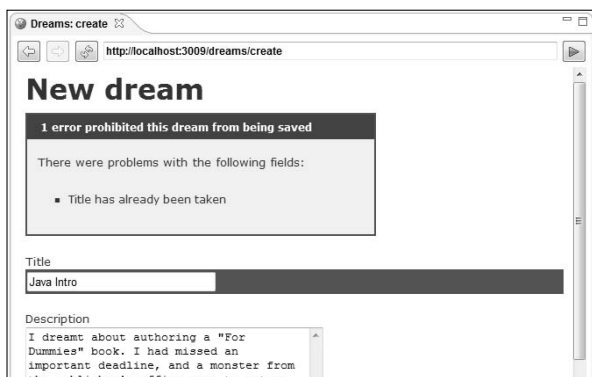 Dreams: create
http://localhost:3009/dreams/create
New dream
1 error prohibited this dream from being saved
There were problems with the following fields:
Title has already been taken
Title
Java Intro
Description
I dreamt about authoring a "For
Dummies" book. I had missed an
important deadline, and a monster from